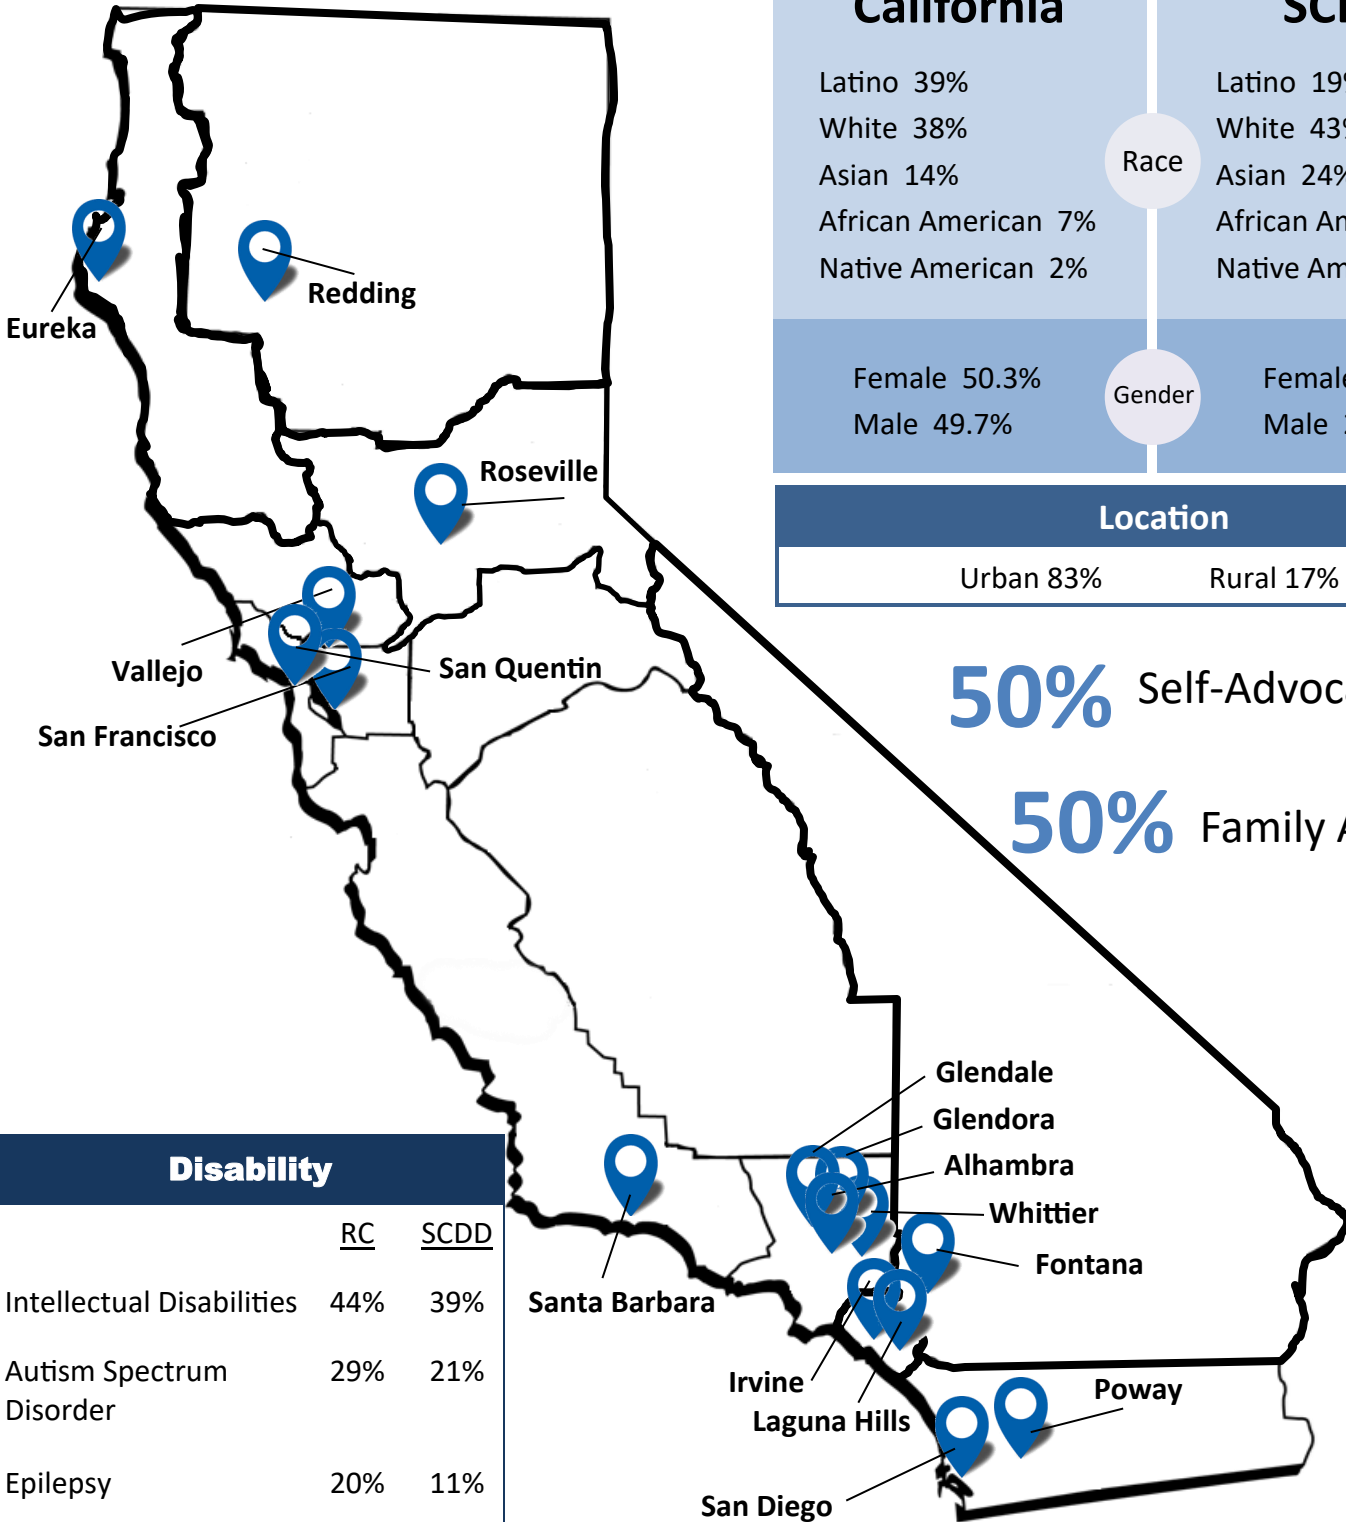 California
Latino 39%
White 38%
Asian 14%
African American 7%
Native American 2%
Race
Latino
White
Asian
African
Native
Female 50.3%
Male 49.7%
Gender
Male
Location
Urban 83% Rural 17%
50%
50% Family
Eureka
Redding
Roseville
Vallejo
San Quentin
San Francisco
Glendale
Glendora
Alhambra
Whittier
Fontana
Santa Barbara
Irvine
Laguna Hills
Poway
San Diego
Disability
RC SCDD
Intellectual Disabilities 44% 39%
Autism Spectrum 29% 21%
Disorder
Epilepsy 20% 11%